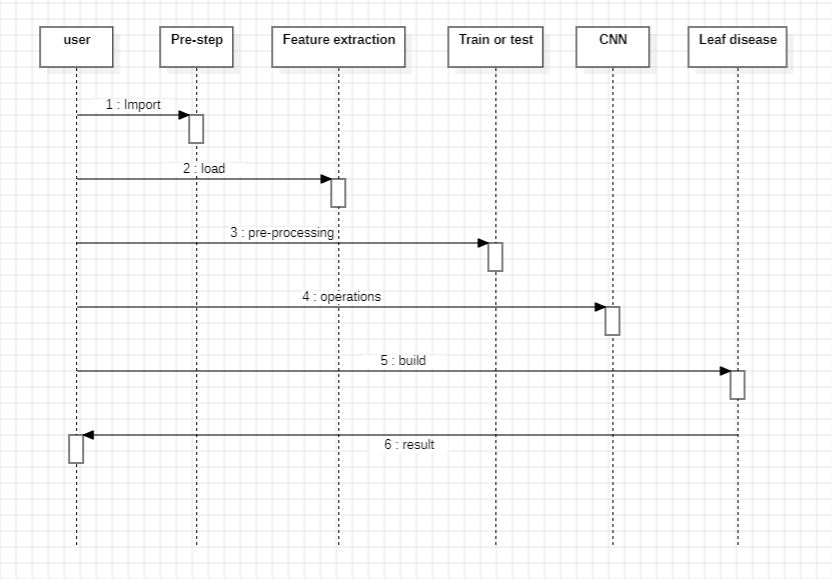 user
Pre-step
Feature extraction
Train or test
CNN
Leaf disease
1 : Import
2 : load
3 : pre-processing
4 : operations
5 : build
6 : result